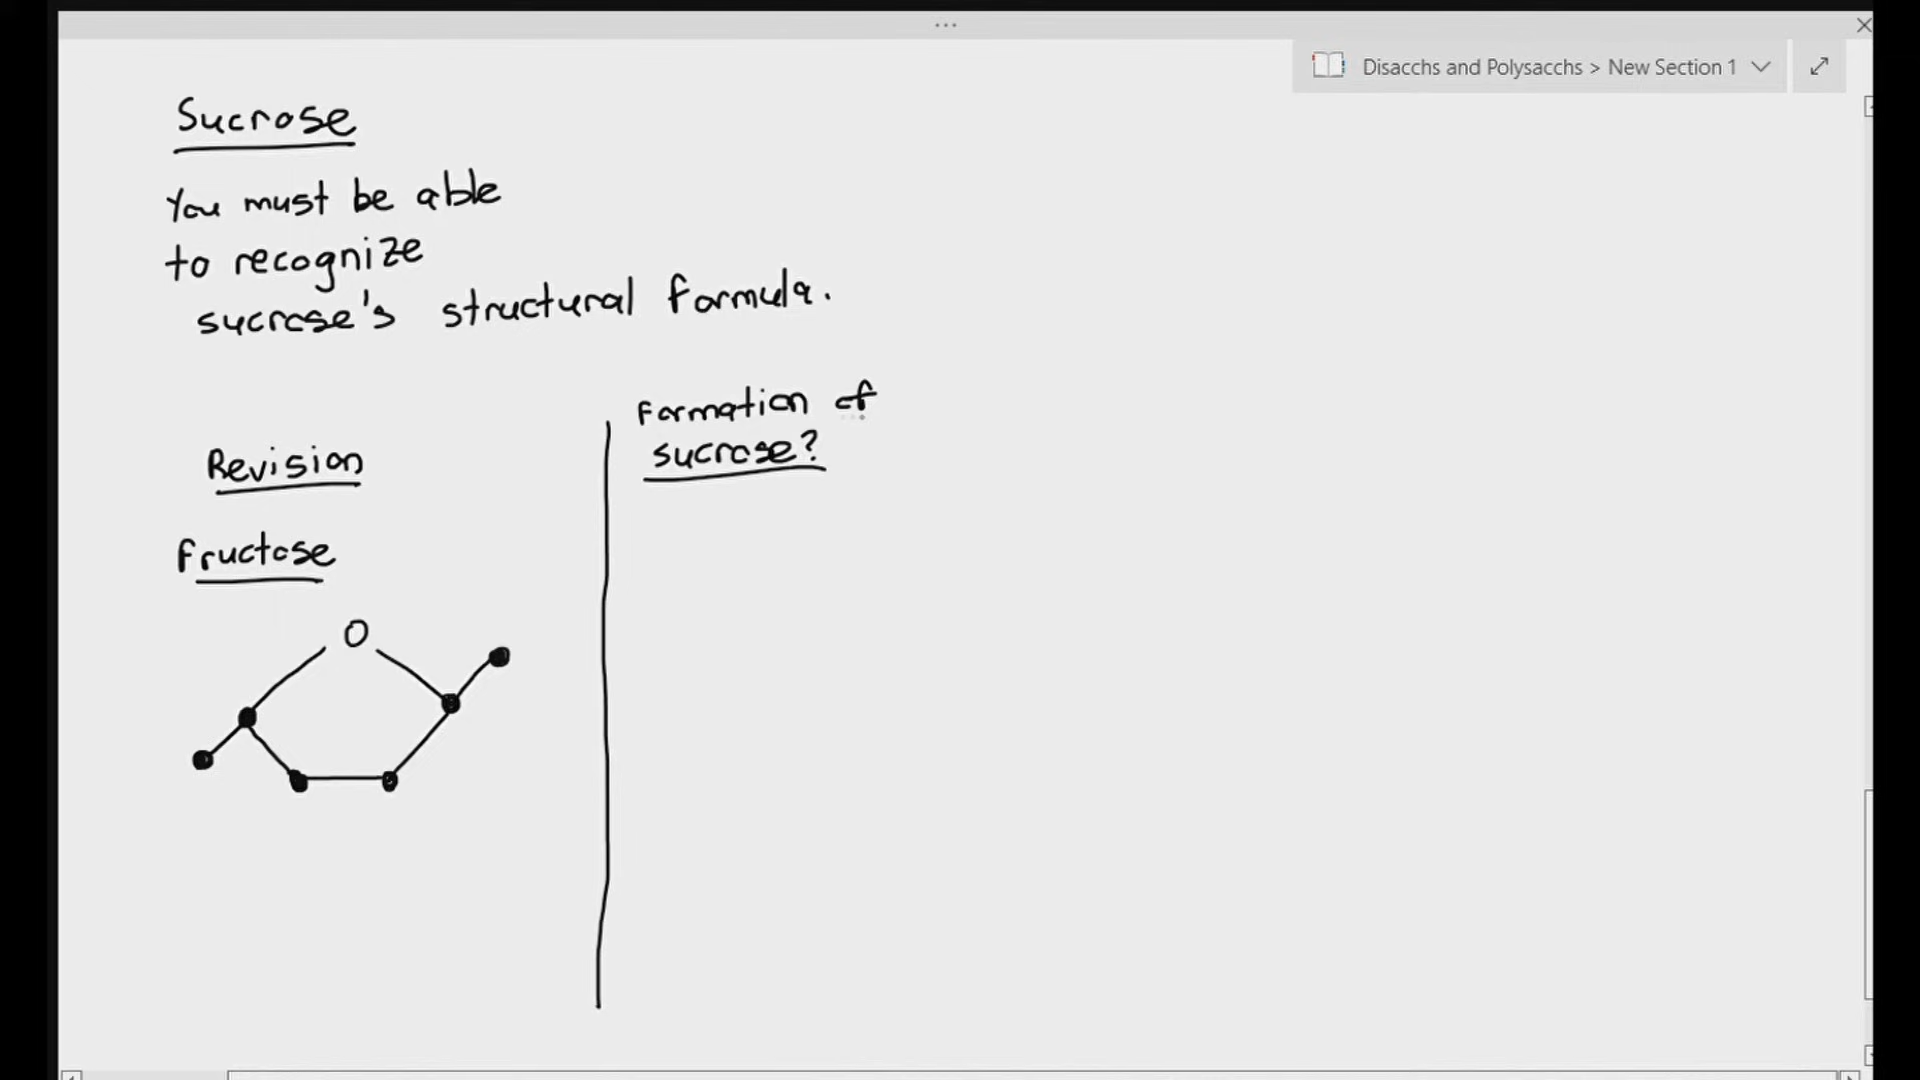 Disacchs and Polysacchs > New Section 1
Sucrose
You must be able
to recognize
sucrose's structural formula.
Revision
Fructose
O
Formation of
sucrose?